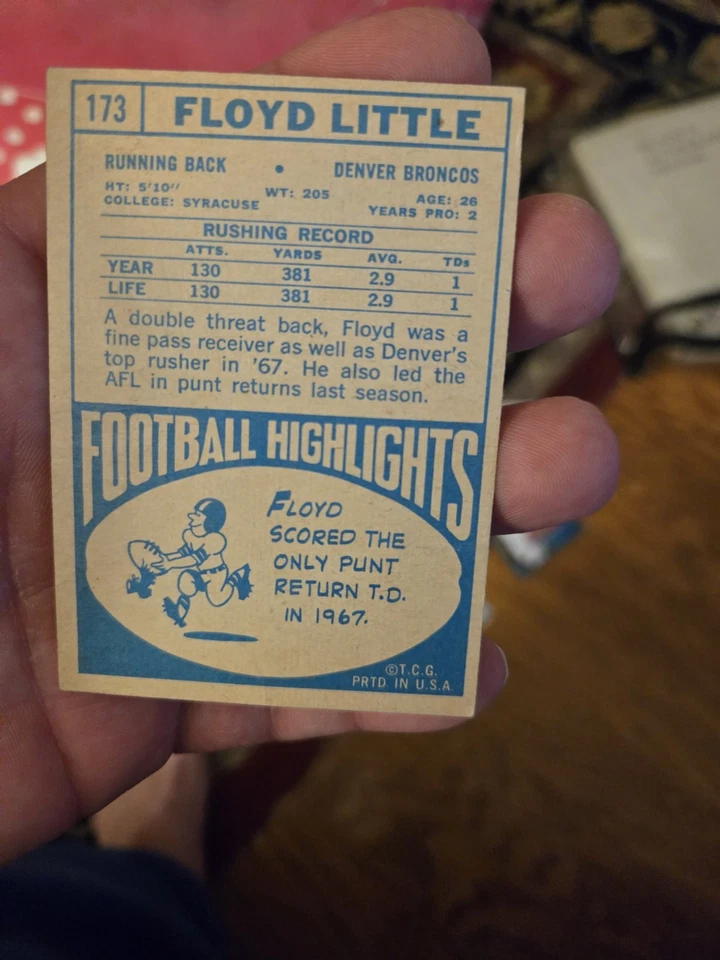 173 FLOYD LITTLE
RUNNING BACK • DENVER BRONCOS
HT: 5'10" WT: 205 AGE: 26
COLLEGE: SYRACUSE YEARS PRO: 2
RUSHING RECORD
ATTS. YARDS AVG. TDs
YEAR 130 381 2.9 1
LIFE 130 381 2.9 1
A double threat back, Floyd was a
fine pass receiver as well as Denver's
top rusher in '67. He also led the
AFL in punt returns last season.
FOOTBALL HIGHLIGHTS
FLOYD
SCORED THE
ONLY PUNT
RETURN T.D.
IN 1967.
©T.C.G.
PRTD. IN U.S.A.